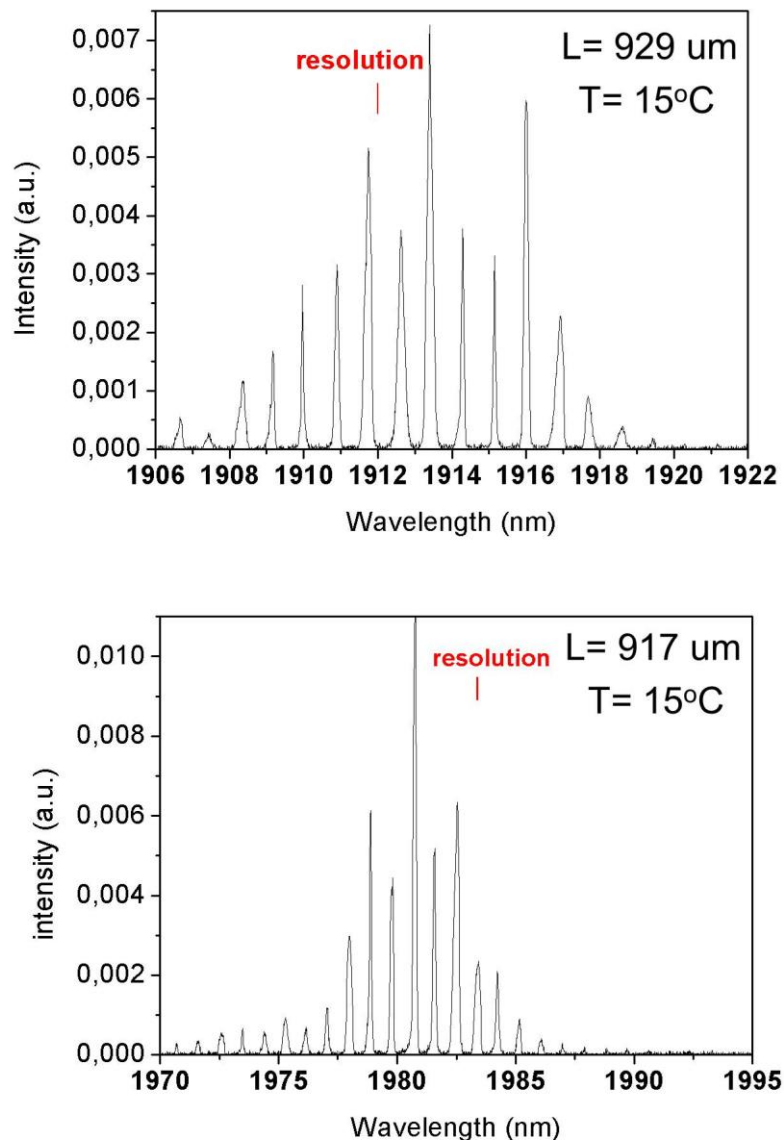 0,007
0,006
0,005
0,004
0,003
0,002
0,001
0,000
Intensity (a.u.)
resolution
L= 929 um
T= 15°C
1906 1908 1910 1912 1914 1916 1918 1920 1922
Wavelength (nm)
0,010
0,008
0,006
0,004
0,002
0,000
intensity (a.u.)
resolution
L= 917 um
T= 15°C
1970 1975 1980 1985 1990 1995
Wavelength (nm)